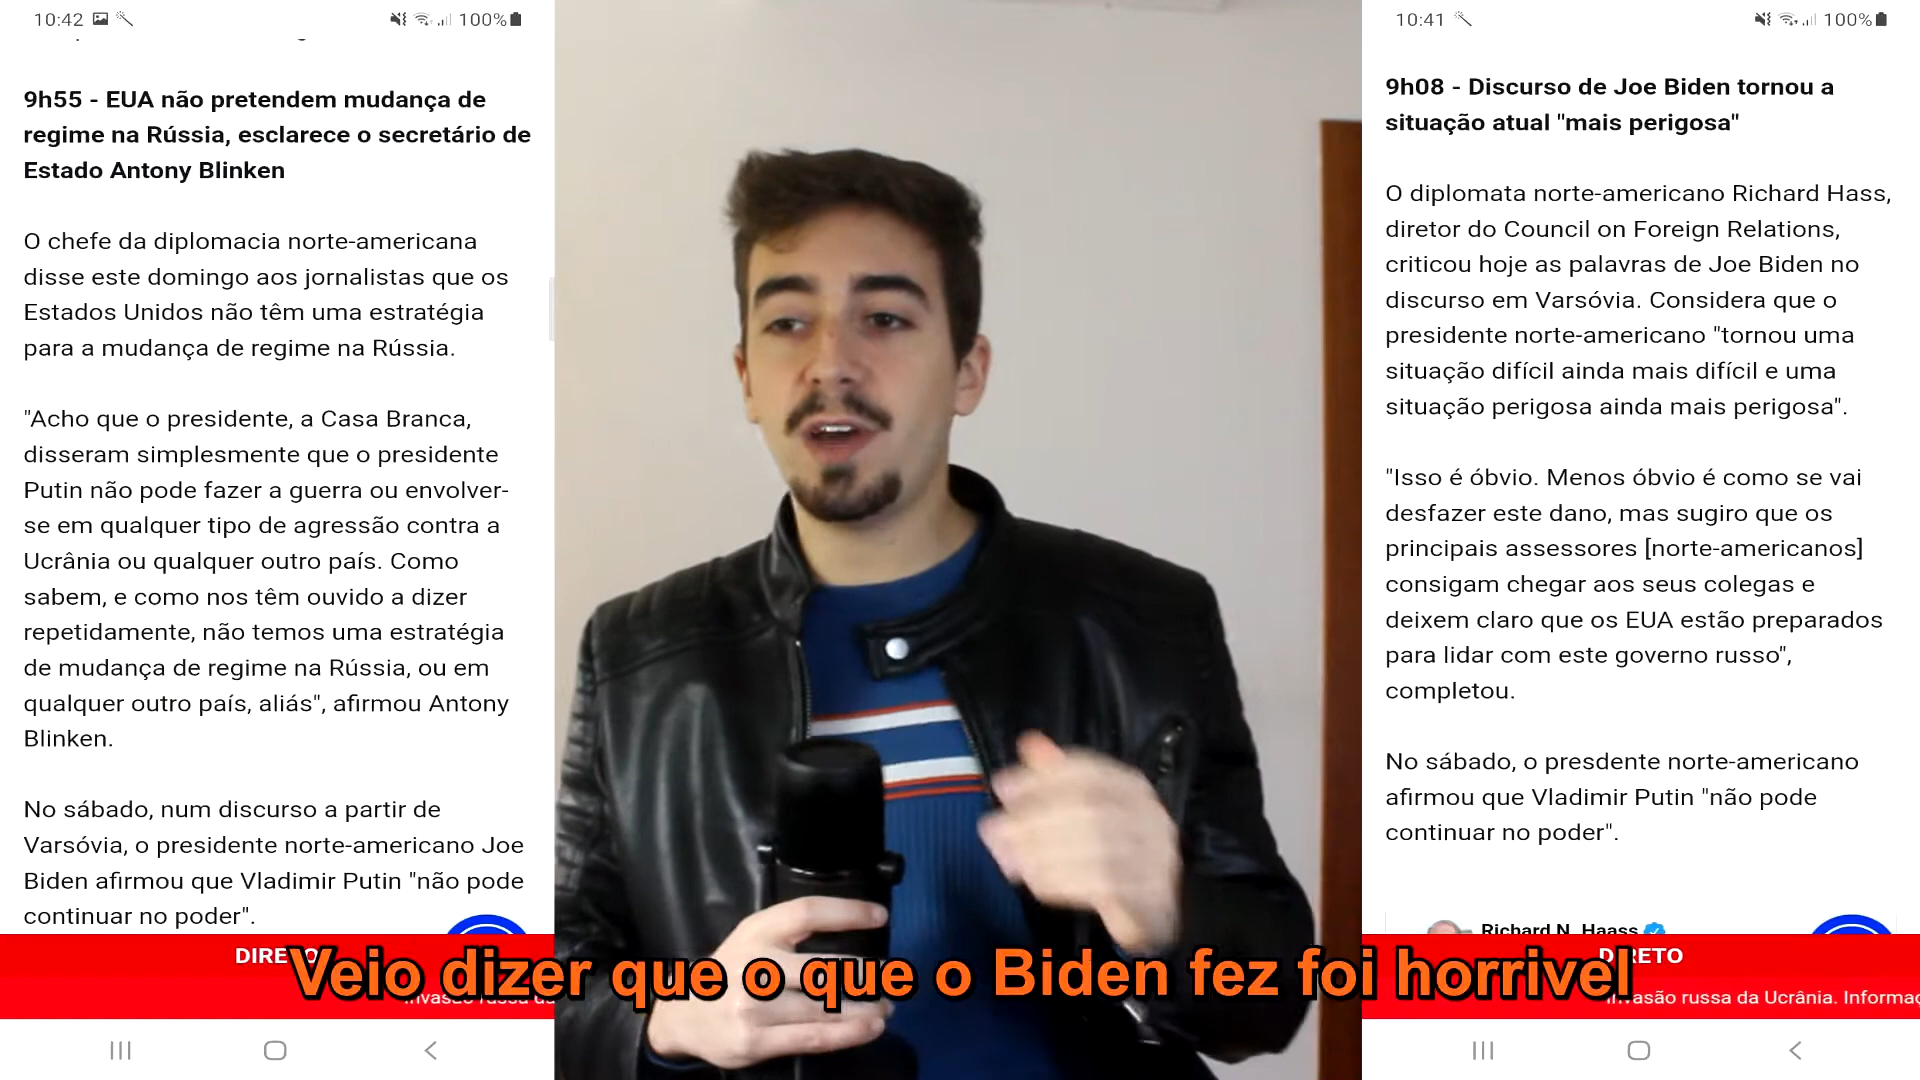 10:42
100%
9h55 - EUA não pretendem mudança de
regime na Rússia, esclarece o secretário de
Estado Antony Blinken
O chefe da diplomacia norte-americana
disse este domingo aos jornalistas que os
Estados Unidos não têm uma estratégia
para a mudança de regime na Rússia.
"Acho que o presidente, a Casa Branca,
disseram simplesmente que o presidente
Putin não pode fazer a guerra ou envolver-
se em qualquer tipo de agressão contra a
Ucrânia ou qualquer outro país. Como
sabem, e como nos têm ouvido a dizer
repetidamente, não temos uma estratégia
de mudança de regime na Rússia, ou em
qualquer outro país, aliás", afirmou Antony
Blinken.
No sábado, num discurso a partir de
Varsóvia, o presidente norte-americano Joe
Biden afirmou que Vladimir Putin "não pode
continuar no poder".
DIRETO
Invasão russa da
10:41
100%
9h08 - Discurso de Joe Biden tornou a
situação atual "mais perigosa"
O diplomata norte-americano Richard Hass,
diretor do Council on Foreign Relations,
criticou hoje as palavras de Joe Biden no
discurso em Varsóvia. Considera que o
presidente norte-americano "tornou uma
situação difícil ainda mais difícil e uma
situação perigosa ainda mais perigosa".
"Isso é óbvio. Menos óbvio é como se vai
desfazer este dano, mas sugiro que os
principais assessores [norte-americanos]
consigam chegar aos seus colegas e
deixem claro que os EUA estão preparados
para lidar com este governo russo",
completou.
No sábado, o presdente norte-americano
afirmou que Vladimir Putin "não pode
continuar no poder".
Richard N. Haass
DIRETO
Invasão russa da Ucrânia. Informaç
Veio dizer que o que o Biden fez foi horrivel